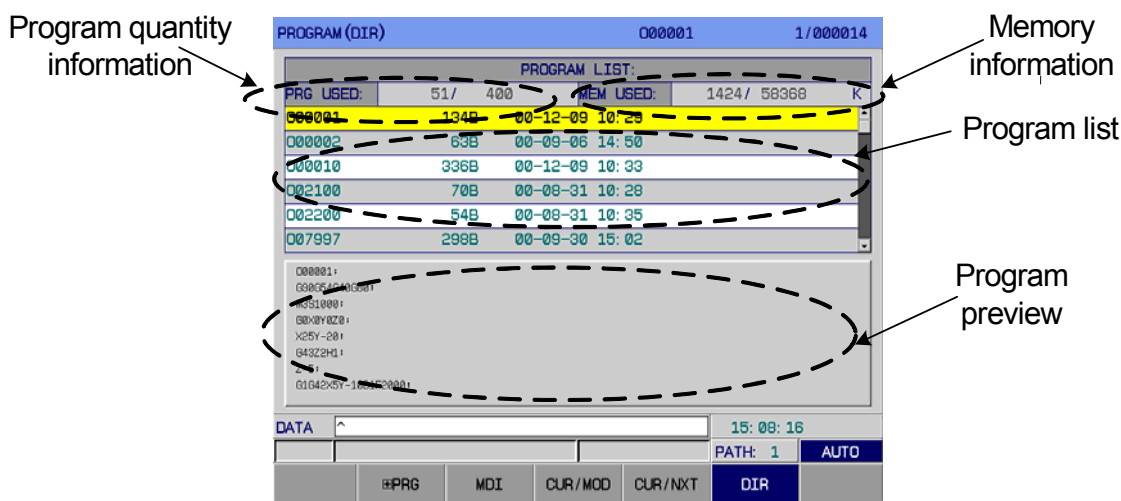 Program quantity
information
Memory
information
Program list
Program
preview
PROGRAM(DIR) O00001 1/000014
PROGRAM LIST:
PRG USED: 51/ 400 MEM USED: 1424/ 58368 K
O00001 134B 00-12-09 10:29
O00002 63B 00-09-06 14:50
O00010 336B 00-12-09 10:33
O02100 70B 00-08-31 10:28
O02200 54B 00-08-31 10:35
O07997 298B 00-09-30 15:02
O00001;
G90G54G40G80;
M3S1000;
G0X0Y0Z0;
X25Y-20;
G43Z2H1;
Z-5;
DATA ^ 15:08:16
PATH: 1 AUTO
⊞PRG MDI CUR/MOD CUR/NXT DIR